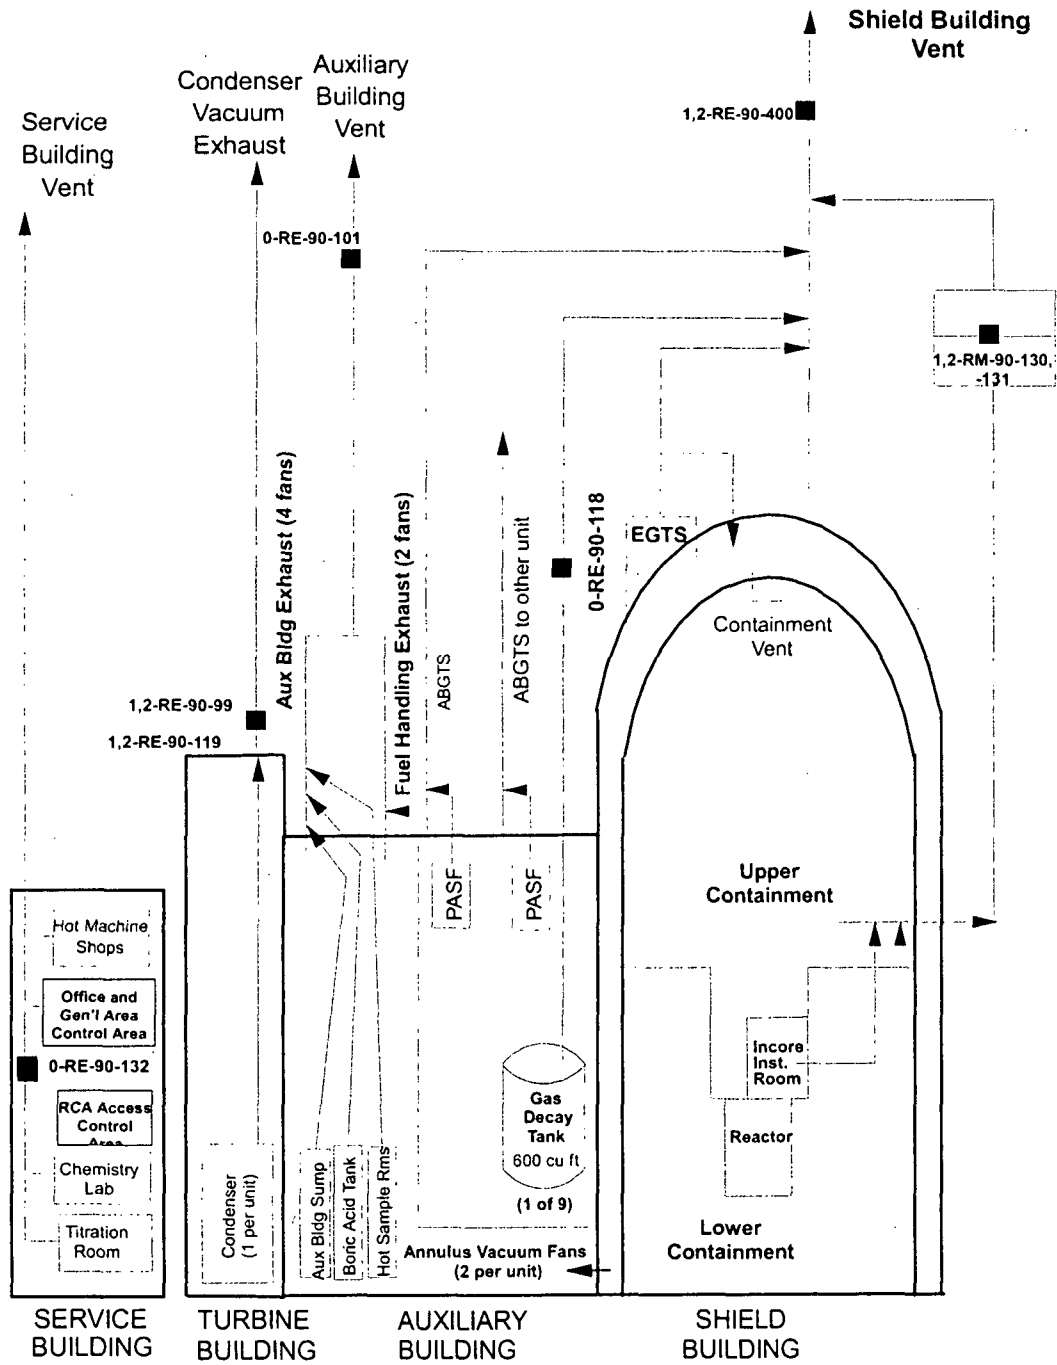 Shield Building
Vent
Auxiliary
Building
Vent
Condenser
Vacuum
Exhaust
Service
Building
Vent
1,2-RE-90-400
0-RE-90-101
1,2-RM-90-130,
-131
Aux Bldg Exhaust (4 fans)
Fuel Handling Exhaust (2 fans)
ABGTS
ABGTS to other unit
0-RE-90-118
EGTS
Containment
Vent
1,2-RE-90-99
1,2-RE-90-119
PASF
PASF
Upper
Containment
Hot Machine
Shops
Office and
Gen'l Area
Control Area
0-RE-90-132
RCA Access
Control
Area
Chemistry
Lab
Titration
Room
Condenser
(1 per unit)
Aux Bldg Sump
Boric Acid Tank
Hot Sample Rms
Gas
Decay
Tank
600 cu ft
(1 of 9)
Incore
Inst.
Room
Reactor
Lower
Containment
Annulus Vacuum Fans
(2 per unit)
SERVICE
BUILDING
TURBINE
BUILDING
AUXILIARY
BUILDING
SHIELD
BUILDING